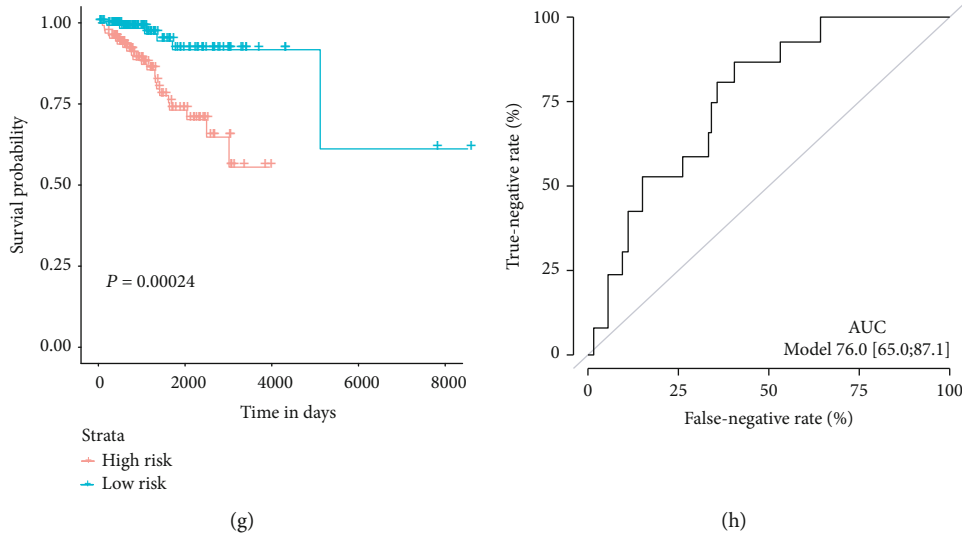 1.00
0.75
0.50
0.25
0.00
Survial probability
P = 0.00024
0
2000
4000
6000
8000
Time in days
Strata
High risk
Low risk
(g)
100
75
50
25
0
True-negative rate (%)
AUC
Model 76.0 [65.0;87.1]
0
25
50
75
100
False-negative rate (%)
(h)